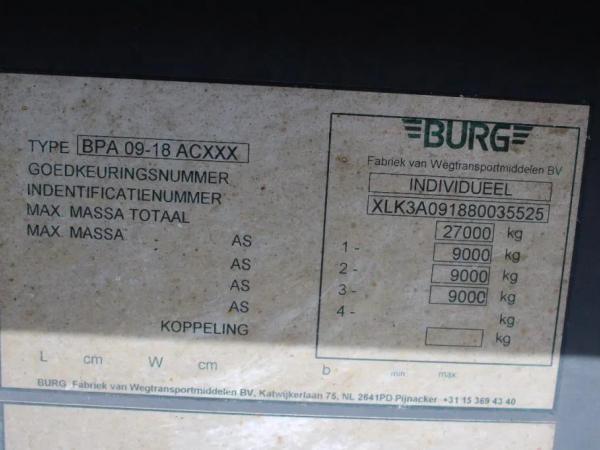 BURG
Fabriek van Wegtransportmiddelen BV
TYPE BPA 09-18 ACXXX
GOEDKEURINGSNUMMER INDIVIDUEEL
INDENTIFICATIENUMMER XLK3A091880035525
MAX. MASSA TOTAAL 27000 kg
MAX. MASSA AS 1 - 9000 kg
AS 2 - 9000 kg
AS 3 - 9000 kg
AS 4 - kg
KOPPELING kg
L cm W cm b min max
BURG Fabriek van Wegtransportmiddelen BV, Katwijkerlaan 75, NL 2641PD Pijnacker +31 15 369 43 40